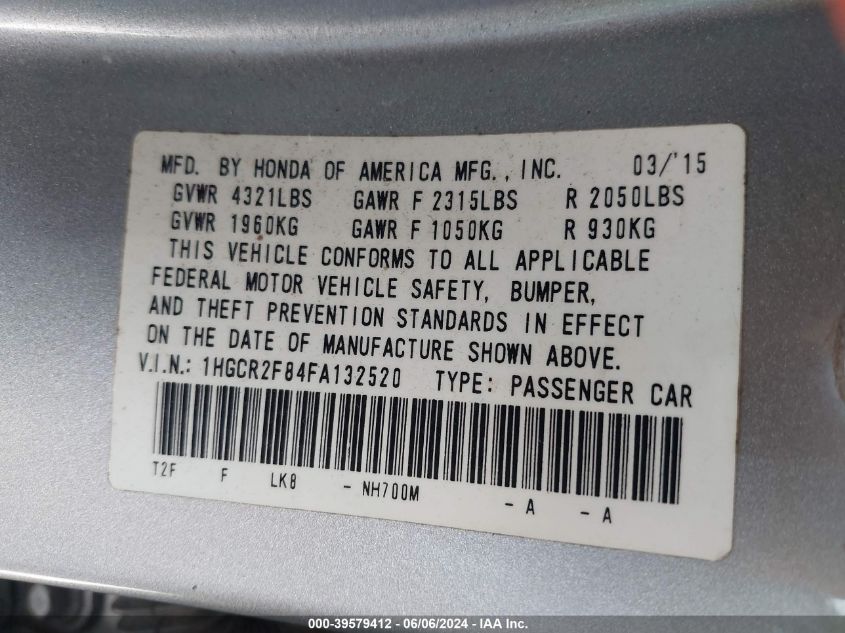 MFD. BY HONDA OF AMERICA MFG., INC. 03/'15
GVWR 4321LBS GAWR F 2315LBS R 2050LBS
GVWR 1960KG GAWR F 1050KG R 930KG
THIS VEHICLE CONFORMS TO ALL APPLICABLE
FEDERAL MOTOR VEHICLE SAFETY, BUMPER,
AND THEFT PREVENTION STANDARDS IN EFFECT
ON THE DATE OF MANUFACTURE SHOWN ABOVE.
V.I.N.: 1HGCR2F84FA132520 TYPE: PASSENGER CAR
T2F F LK8 - NH700M - A - A
000-39579412 - 06/06/2024 - IAA Inc.